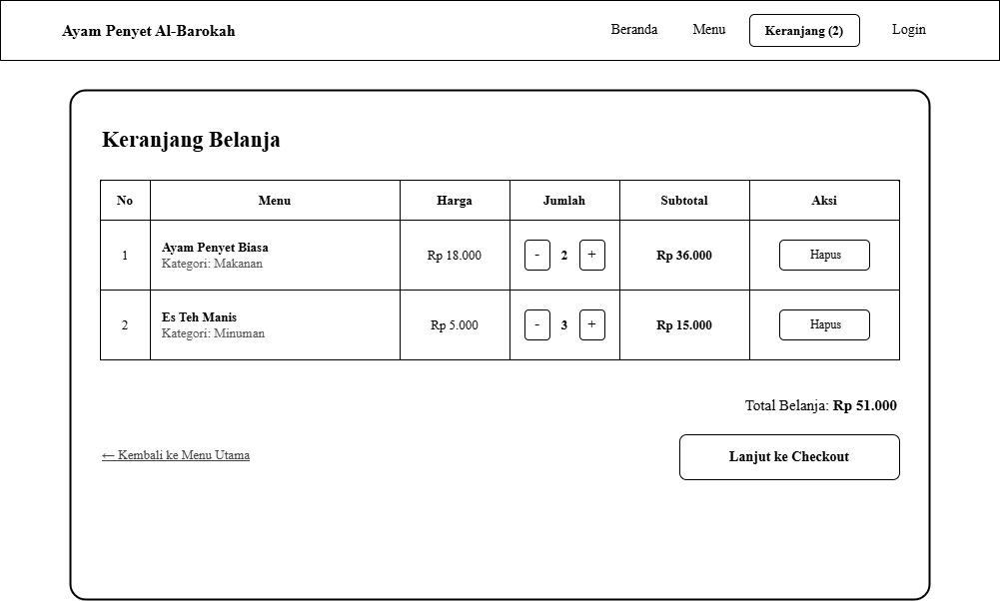 Ayam Penyet Al-Barokah
Beranda Menu Keranjang (2) Login
Keranjang Belanja
No Menu Harga Jumlah Subtotal Aksi
1 Ayam Penyet Biasa Rp 18.000 - 2 + Rp 36.000 Hapus
Kategori: Makanan
2 Es Teh Manis Rp 5.000 - 3 + Rp 15.000 Hapus
Kategori: Minuman
Total Belanja: Rp 51.000
← Kembali ke Menu Utama
Lanjut ke Checkout